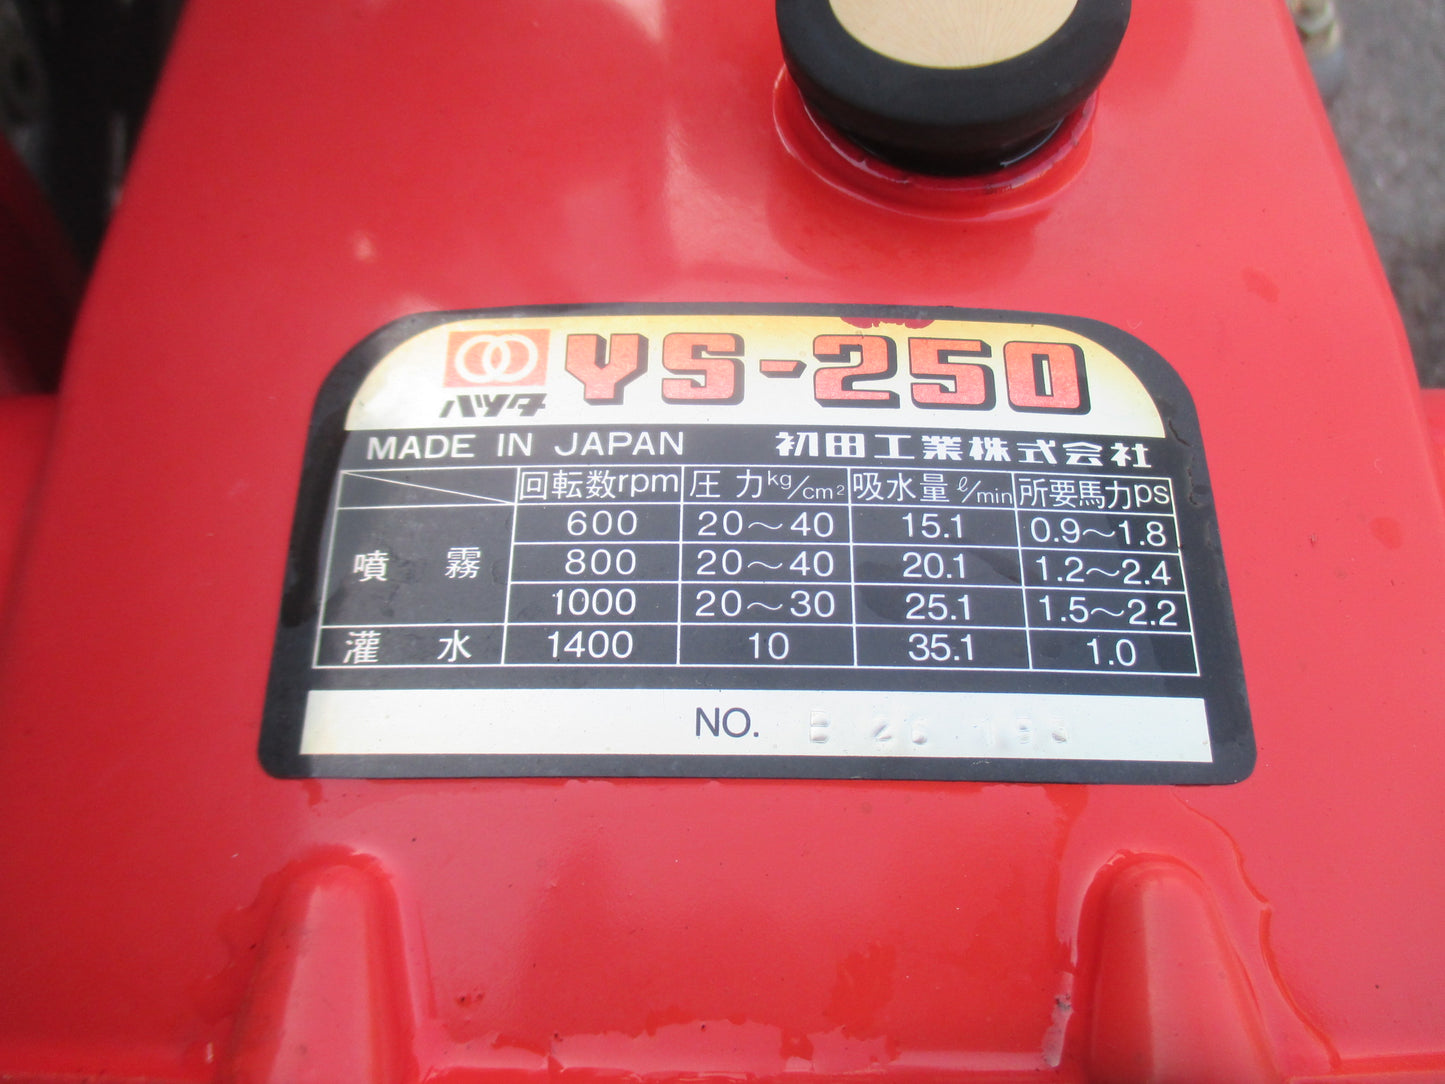 ハツタ YS-250
MADE IN JAPAN 初田工業株式会社
回転数rpm 圧力kg/cm2 吸水量ℓ/min 所要馬力ps
噴霧 600 20～40 15.1 0.9～1.8
800 20～40 20.1 1.2～2.4
1000 20～30 25.1 1.5～2.2
灌水 1400 10 35.1 1.0
NO.